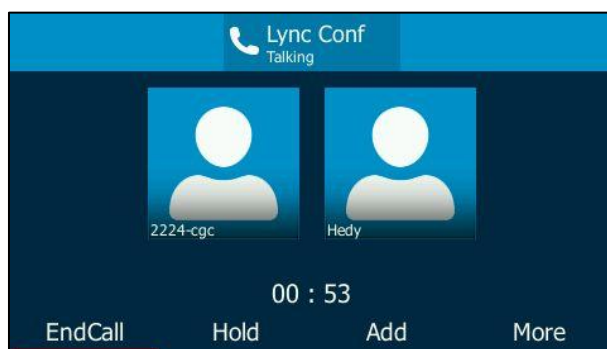 Lync Conf
Talking
2224-cgc Hedy
00 : 53
EndCall Hold Add More